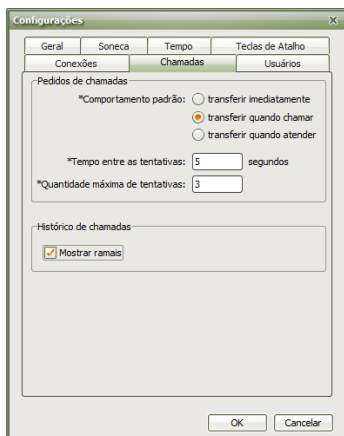 Configurações
Geral Soneca Tempo Teclas de Atalho
Conexões Chamadas Usuários
Pedidos de chamadas
*Comportamento padrão: transferir imediatamente
transferir quando chamar
transferir quando atender
*Tempo entre as tentativas: 5 segundos
*Quantidade máxima de tentativas: 3
Histórico de chamadas
Mostrar ramais
OK Cancelar